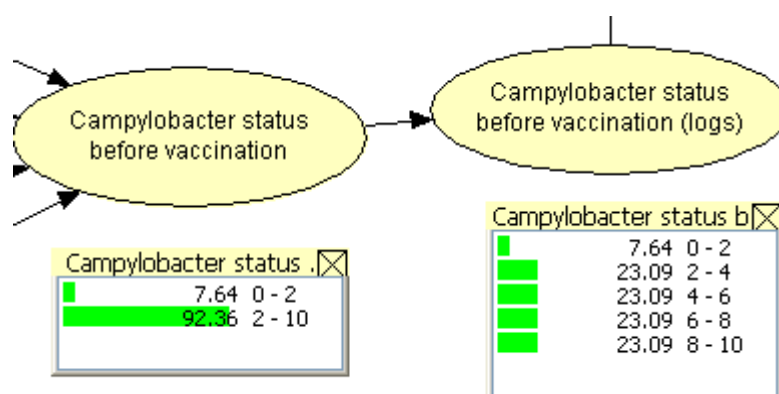 Campylobacter status
before vaccination
Campylobacter status
before vaccination (logs)
Campylobacter status .
7.64 0 - 2
92.36 2 - 10
Campylobacter status b
7.64 0 - 2
23.09 2 - 4
23.09 4 - 6
23.09 6 - 8
23.09 8 - 10